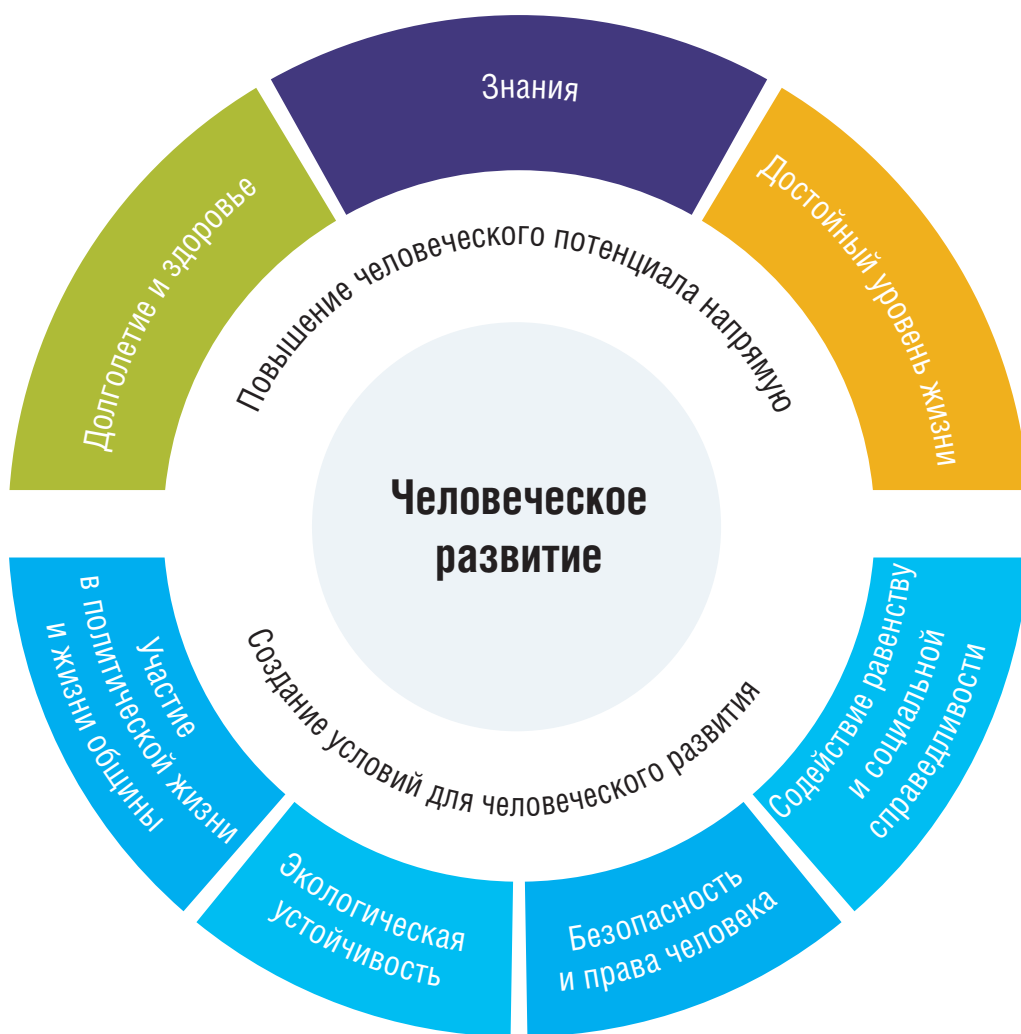 Знания
Долголетие и здоровье
Достойный уровень жизни
Повышение человеческого потенциала напрямую
Человеческое
развитие
Создание условий для человеческого развития
Участие
в политической жизни
и жизни общины
Экологическая
устойчивость
Безопасность
и права человека
Содействие равенству
и социальной
справедливости